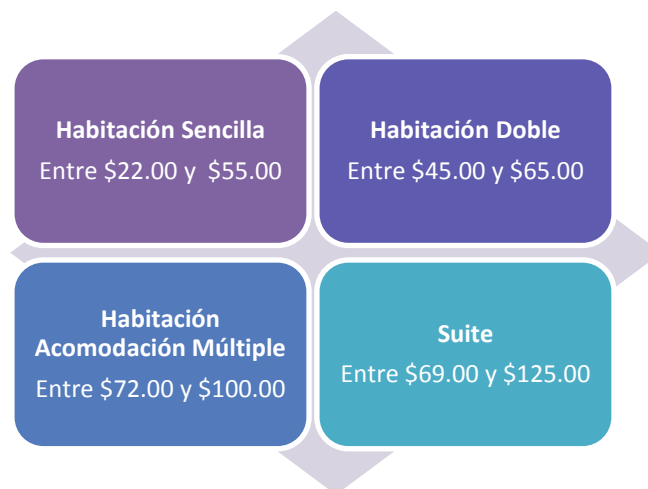 Habitación Sencilla
Entre $22.00 y $55.00
Habitación Doble
Entre $45.00 y $65.00
Habitación
Acomodación Múltiple
Entre $72.00 y $100.00
Suite
Entre $69.00 y $125.00